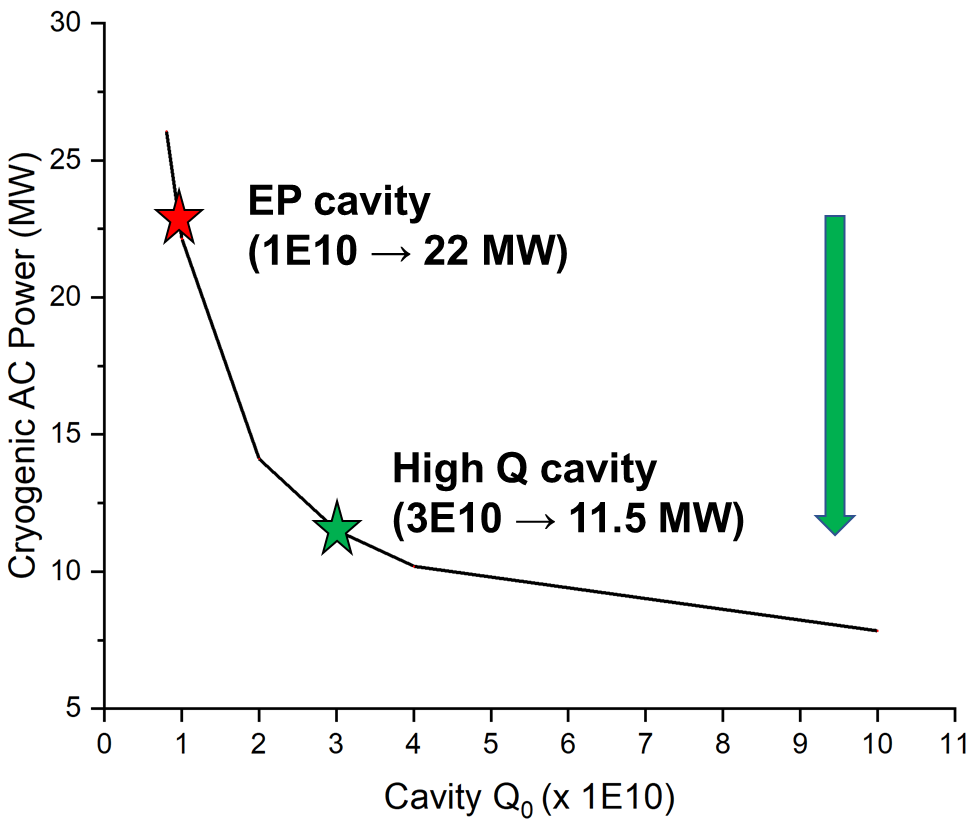 30
25
20
15
10
5
Cryogenic AC Power (MW)
EP cavity
(1E10 → 22 MW)
High Q cavity
(3E10 → 11.5 MW)
0 1 2 3 4 5 6 7 8 9 10 11
Cavity Q₀ (x 1E10)